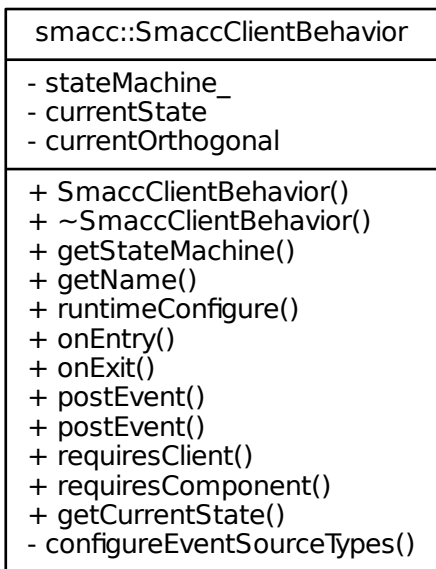 smacc::SmaccClientBehavior
- stateMachine_
- currentState
- currentOrthogonal
+ SmaccClientBehavior()
+ ~SmaccClientBehavior()
+ getStateMachine()
+ getName()
+ runtimeConfigure()
+ onEntry()
+ onExit()
+ postEvent()
+ postEvent()
+ requiresClient()
+ requiresComponent()
+ getCurrentState()
- configureEventSourceTypes()